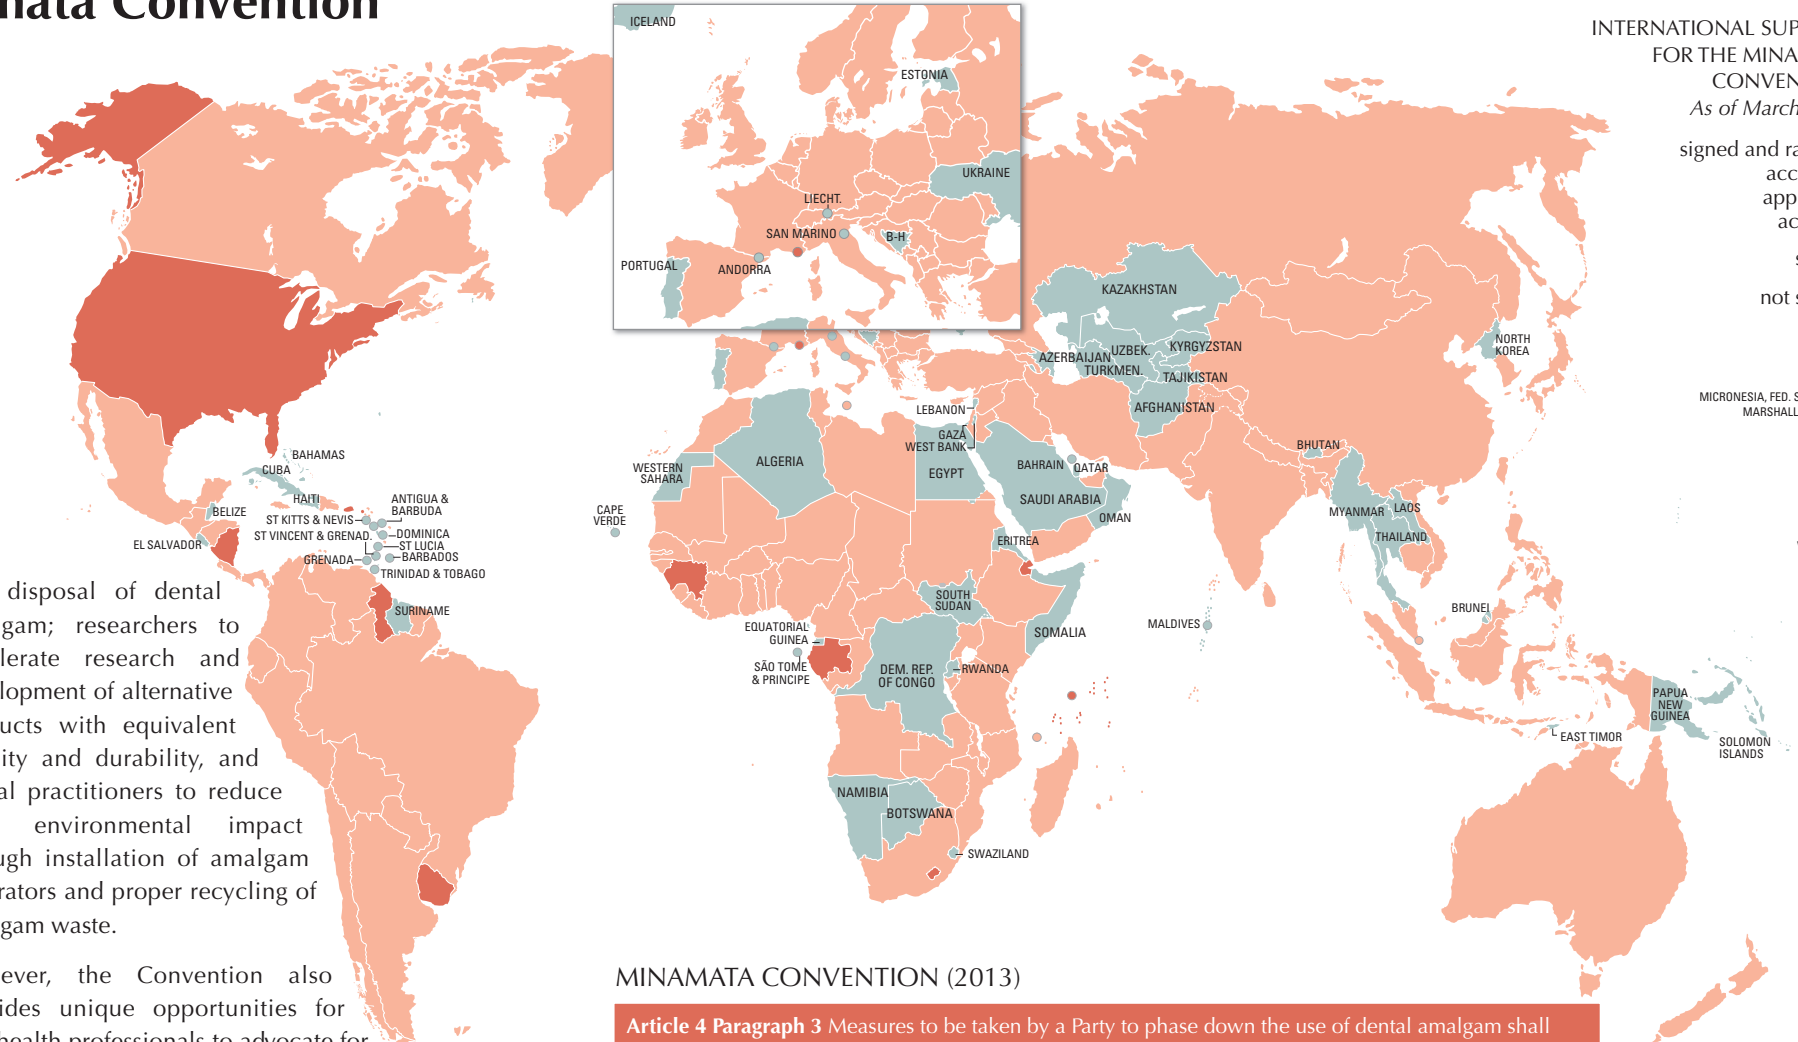 mata Convention
INTERNATIONAL SUP
FOR THE MINA
CONVEN
As of March
signed and ra
acc
app
ac
s
not s
MICRONESIA, FED. S
MARSHALL
ICELAND
ESTONIA
UKRAINE
LIECHT.
SAN MARINO
B-H
PORTUGAL
ANDORRA
KAZAKHSTAN
UZBEK.
KYRGYZSTAN
AZERBAIJAN
TURKMEN.
TAJIKISTAN
AFGHANISTAN
NORTH
KOREA
LEBANON
GAZA
WEST BANK
BAHAMAS
CUBA
HAITI
BELIZE
EL SALVADOR
ANTIGUA &
BARBUDA
ST KITTS & NEVIS
ST VINCENT & GRENAD.
DOMINICA
ST LUCIA
BARBADOS
GRENADA
TRINIDAD & TOBAGO
SURINAME
WESTERN
SAHARA
ALGERIA
EGYPT
BAHRAIN
QATAR
SAUDI ARABIA
OMAN
BHUTAN
MYANMAR
LAOS
THAILAND
CAPE
VERDE
ERITREA
SOUTH
SUDAN
SOMALIA
EQUATORIAL
GUINEA
SÃO TOME
& PRINCIPE
DEM. REP.
OF CONGO
RWANDA
MALDIVES
BRUNEI
PAPUA
NEW
GUINEA
EAST TIMOR
SOLOMON
ISLANDS
NAMIBIA
BOTSWANA
SWAZILAND
disposal of dental
gam; researchers to
lerate research and
lopment of alternative
ucts with equivalent
ity and durability, and
al practitioners to reduce
environmental impact
ugh installation of amalgam
rators and proper recycling of
gam waste.
ever, the Convention also
ides unique opportunities for
health professionals to advocate for
MINAMATA CONVENTION (2013)
Article 4 Paragraph 3 Measures to be taken by a Party to phase down the use of dental amalgam shall